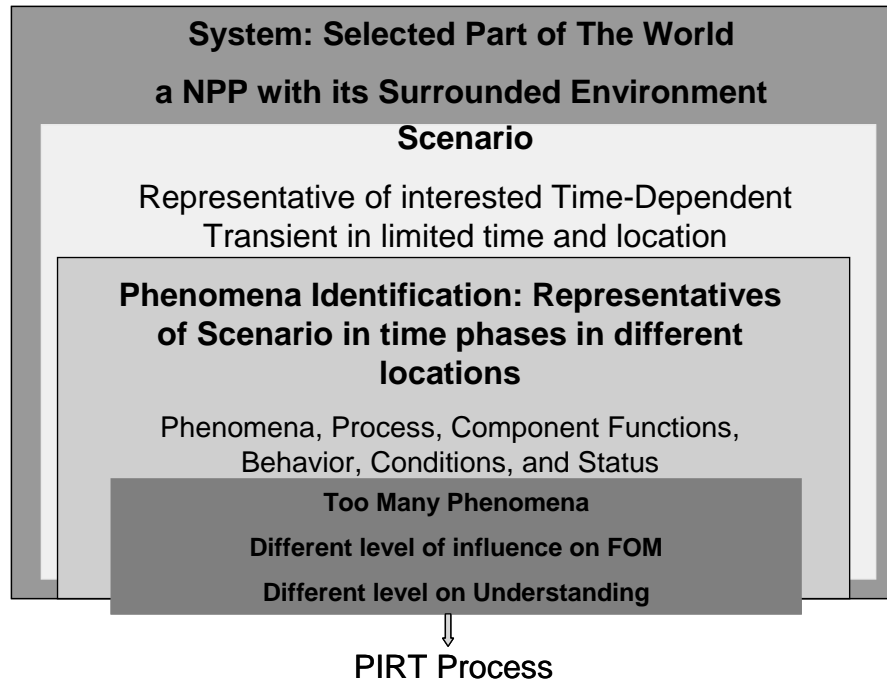 System: Selected Part of The World
a NPP with its Surrounded Environment
Scenario
Representative of interested Time-Dependent
Transient in limited time and location
Phenomena Identification: Representatives
of Scenario in time phases in different
locations
Phenomena, Process, Component Functions,
Behavior, Conditions, and Status
Too Many Phenomena
Different level of influence on FOM
Different level on Understanding
PIRT Process